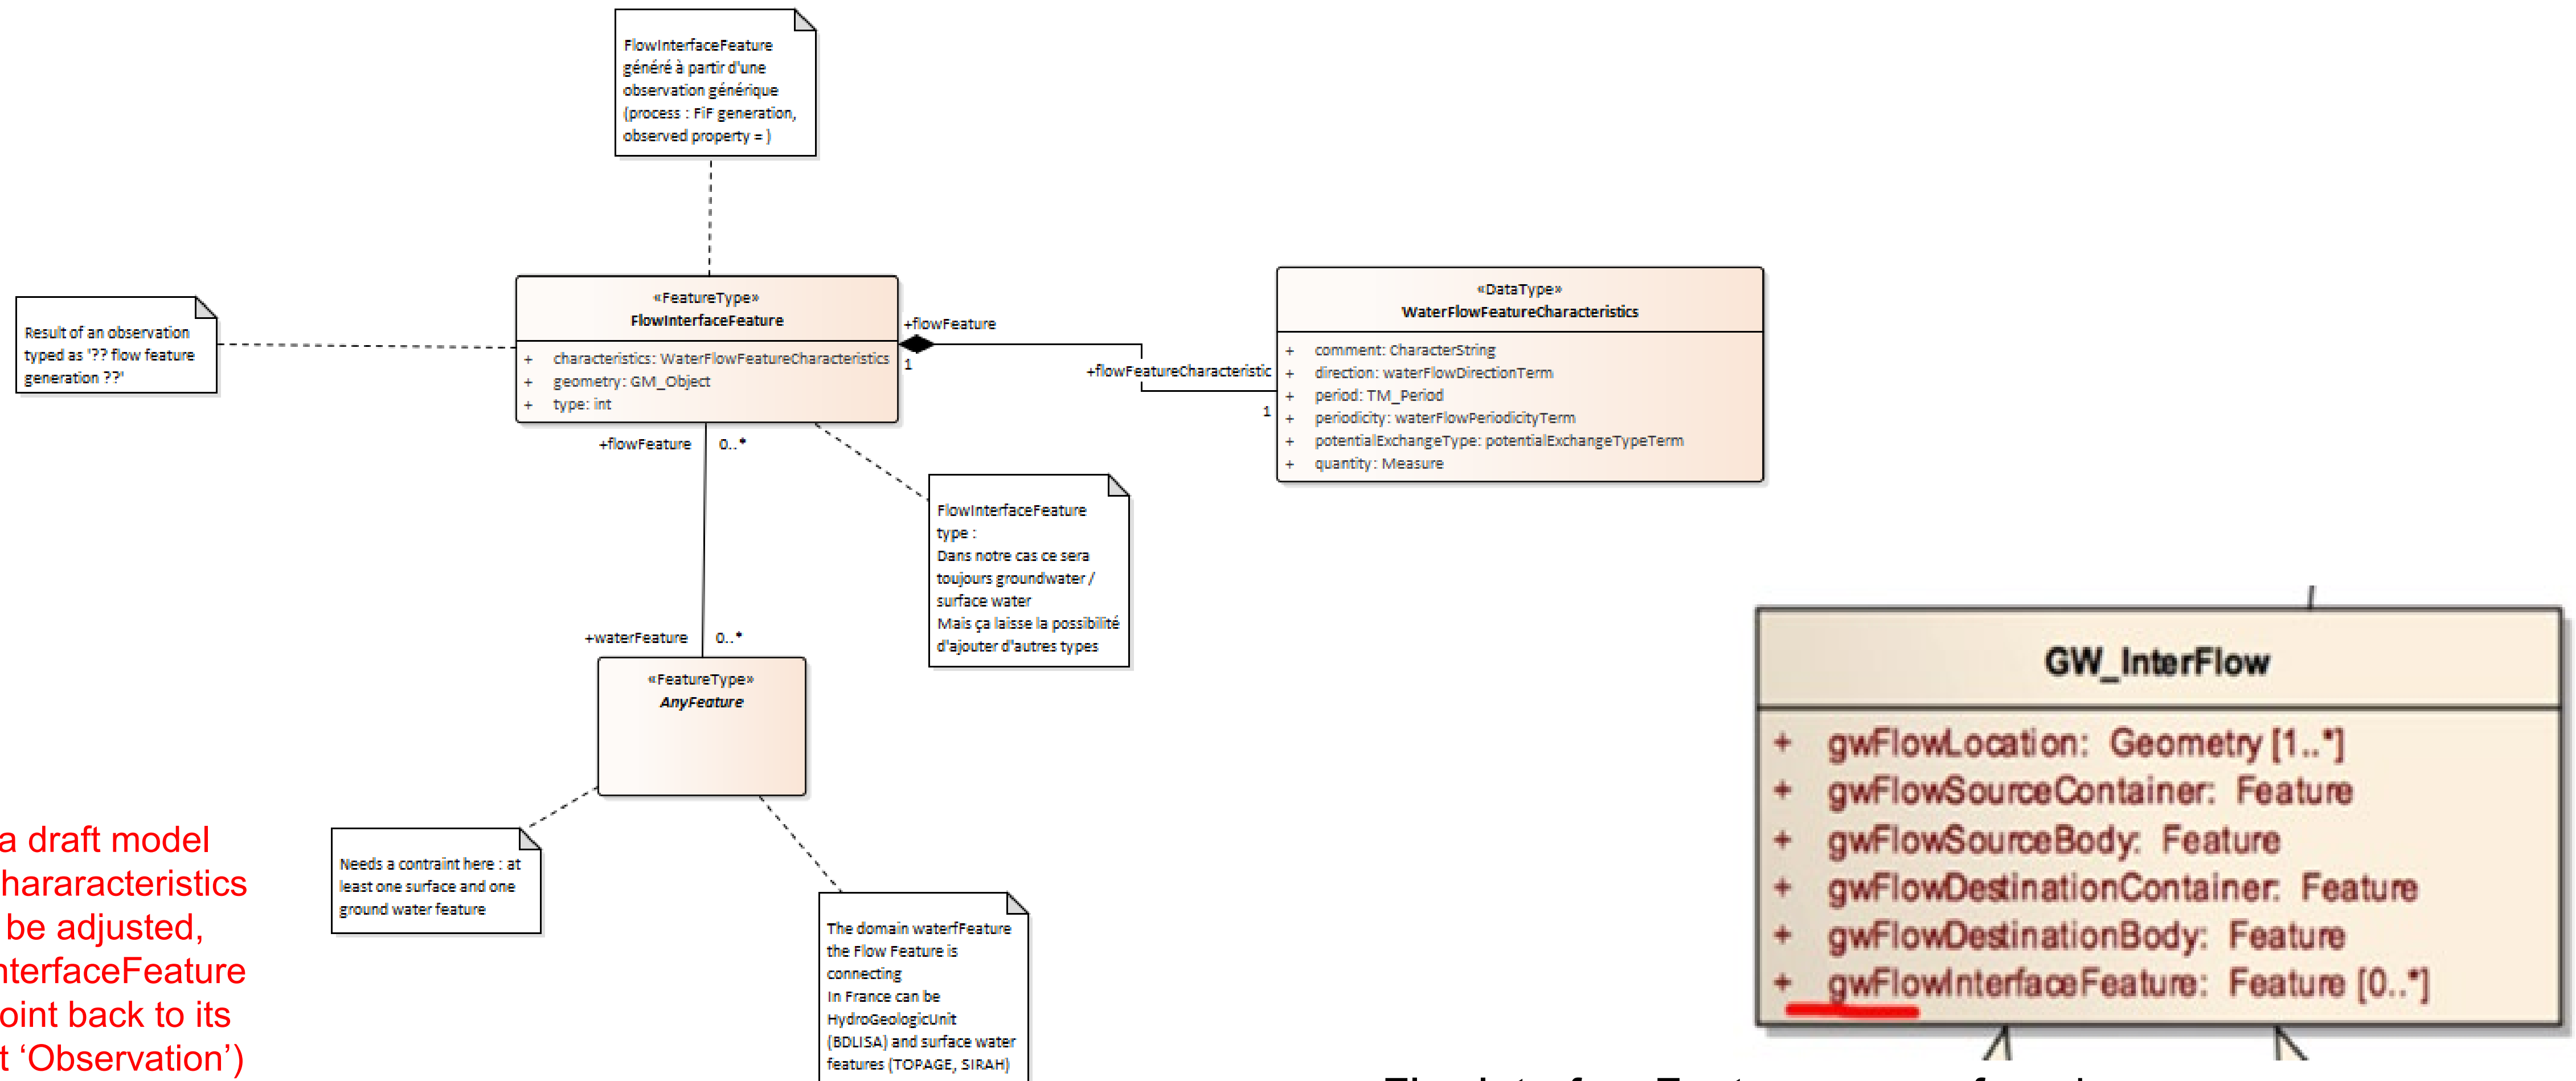 FlowInterfaceFeature
généré à partir d'une
observation générique
(process : FiF generation,
observed property = )
Result of an observation
typed as '?? flow feature
generation ??'
«FeatureType»
FlowInterfaceFeature
+ characteristics: WaterFlowFeatureCharacteristics
+ geometry: GM_Object
+ type: int
+flowFeature
1
+flowFeatureCharacteristic
1
«DataType»
WaterFlowFeatureCharacteristics
+ comment: CharacterString
+ direction: waterFlowDirectionTerm
+ period: TM_Period
+ periodicity: waterFlowPeriodicityTerm
+ potentialExchangeType: potentialExchangeTypeTerm
+ quantity: Measure
+flowFeature 0..*
FlowInterfaceFeature
type :
Dans notre cas ce sera
toujours groundwater /
surface water
Mais ça laisse la possibilité
d'ajouter d'autres types
+waterFeature 0..*
«FeatureType»
AnyFeature
Needs a contraint here : at
least one surface and one
ground water feature
The domain waterfFeature
the Flow Feature is
connecting
In France can be
HydroGeologicUnit
(BDLISA) and surface water
features (TOPAGE, SIRAH)
a draft model
hararacteristics
be adjusted,
nterfaceFeature
oint back to its
t ‘Observation’)
GW_InterFlow
+ gwFlowLocation: Geometry [1..*]
+ gwFlowSourceContainer: Feature
+ gwFlowSourceBody: Feature
+ gwFlowDestinationContainer: Feature
+ gwFlowDestinationBody: Feature
+ gwFlowInterfaceFeature: Feature [0..*]